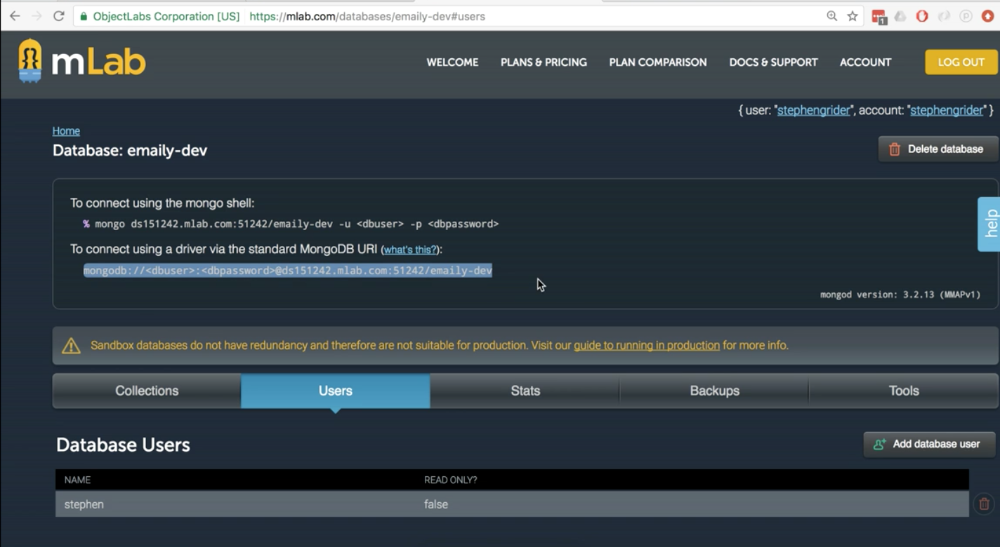 ObjectLabs Corporation [US] https://mlab.com/databases/emaily-dev#users
1
mLab
WELCOME PLANS & PRICING PLAN COMPARISON DOCS & SUPPORT ACCOUNT LOG OUT
{ user: "stephengrider", account: "stephengrider" }
Home
Database: emaily-dev
Delete database
To connect using the mongo shell:
% mongo ds151242.mlab.com:51242/emaily-dev -u <dbuser> -p <dbpassword>
help
To connect using a driver via the standard MongoDB URI (what's this?):
mongodb://<dbuser>:<dbpassword>@ds151242.mlab.com:51242/emaily-dev
mongod version: 3.2.13 (MMAPv1)
Sandbox databases do not have redundancy and therefore are not suitable for production. Visit our guide to running in production for more info.
Collections Users Stats Backups Tools
Database Users
Add database user
NAME READ ONLY?
stephen false